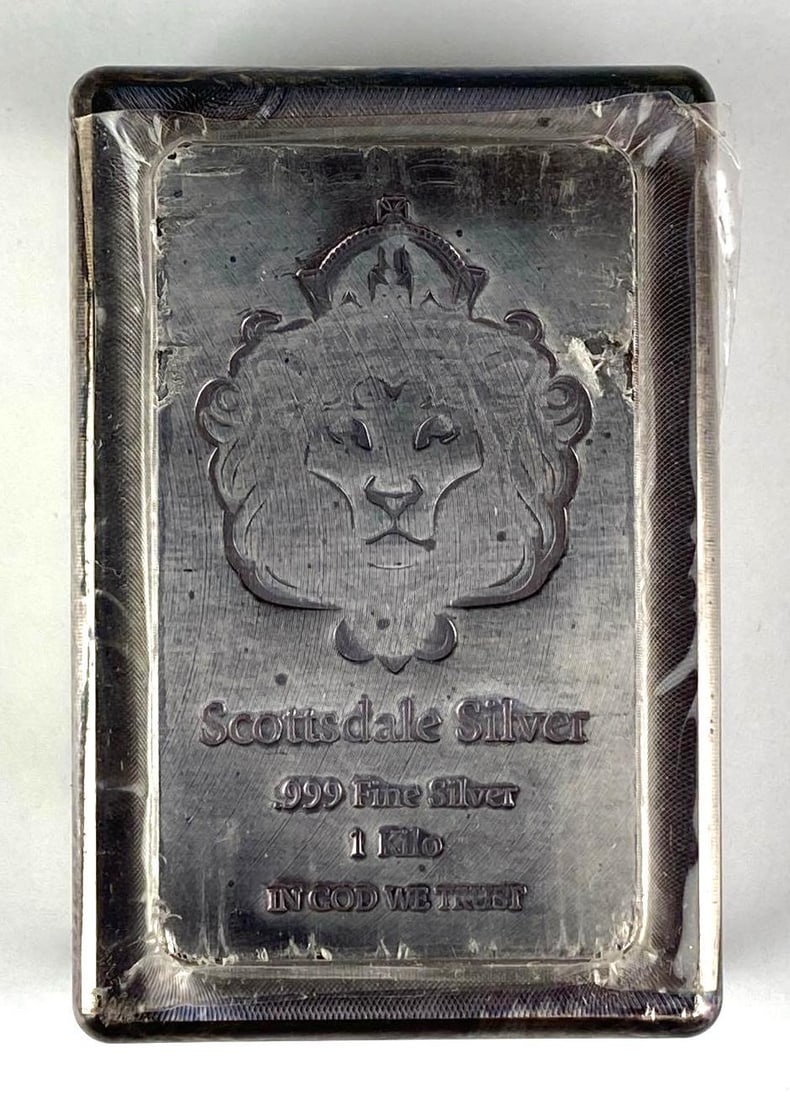 Scottsdale Silver
.999 Fine Silver
1 Kilo
IN GOD WE TRUST